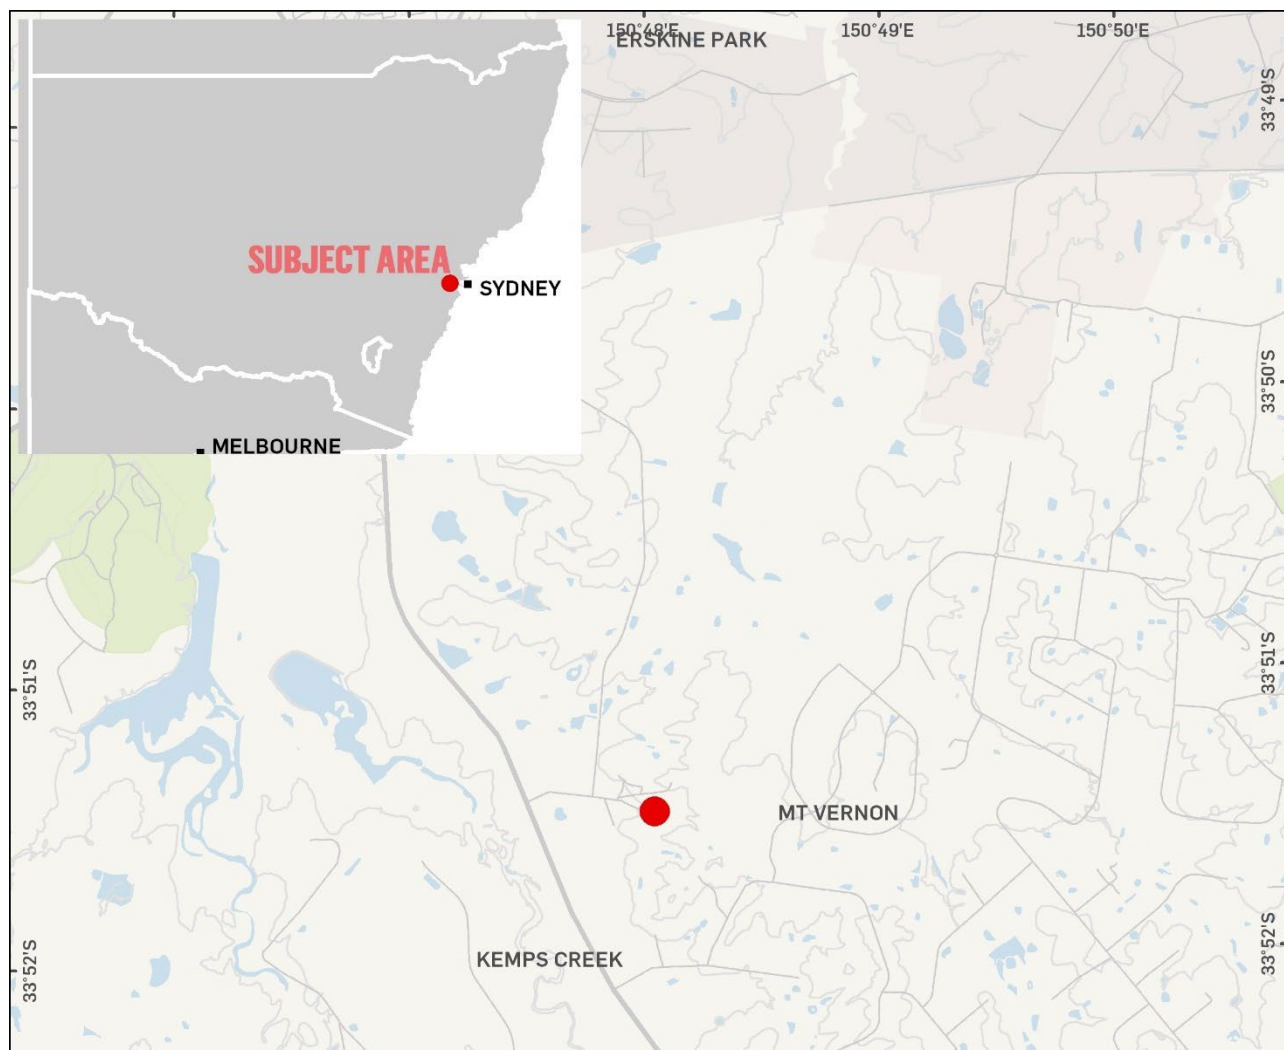 150°48'E
150°49'E
150°50'E
ERSKINE PARK
33°49'S
SUBJECT AREA
SYDNEY
33°50'S
MELBOURNE
33°51'S
33°51'S
MT VERNON
KEMPS CREEK
33°52'S
33°52'S